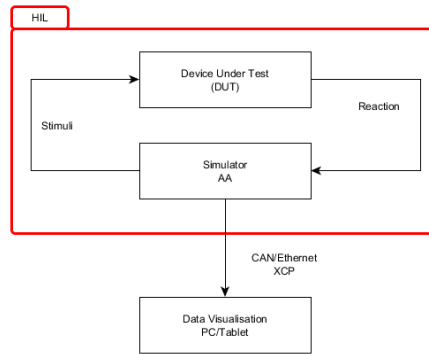 HIL
Device Under Test
(DUT)
Reaction
Stimuli
Simulator
AA
CAN/Ethernet
XCP
Data Visualisation
PC/Tablet